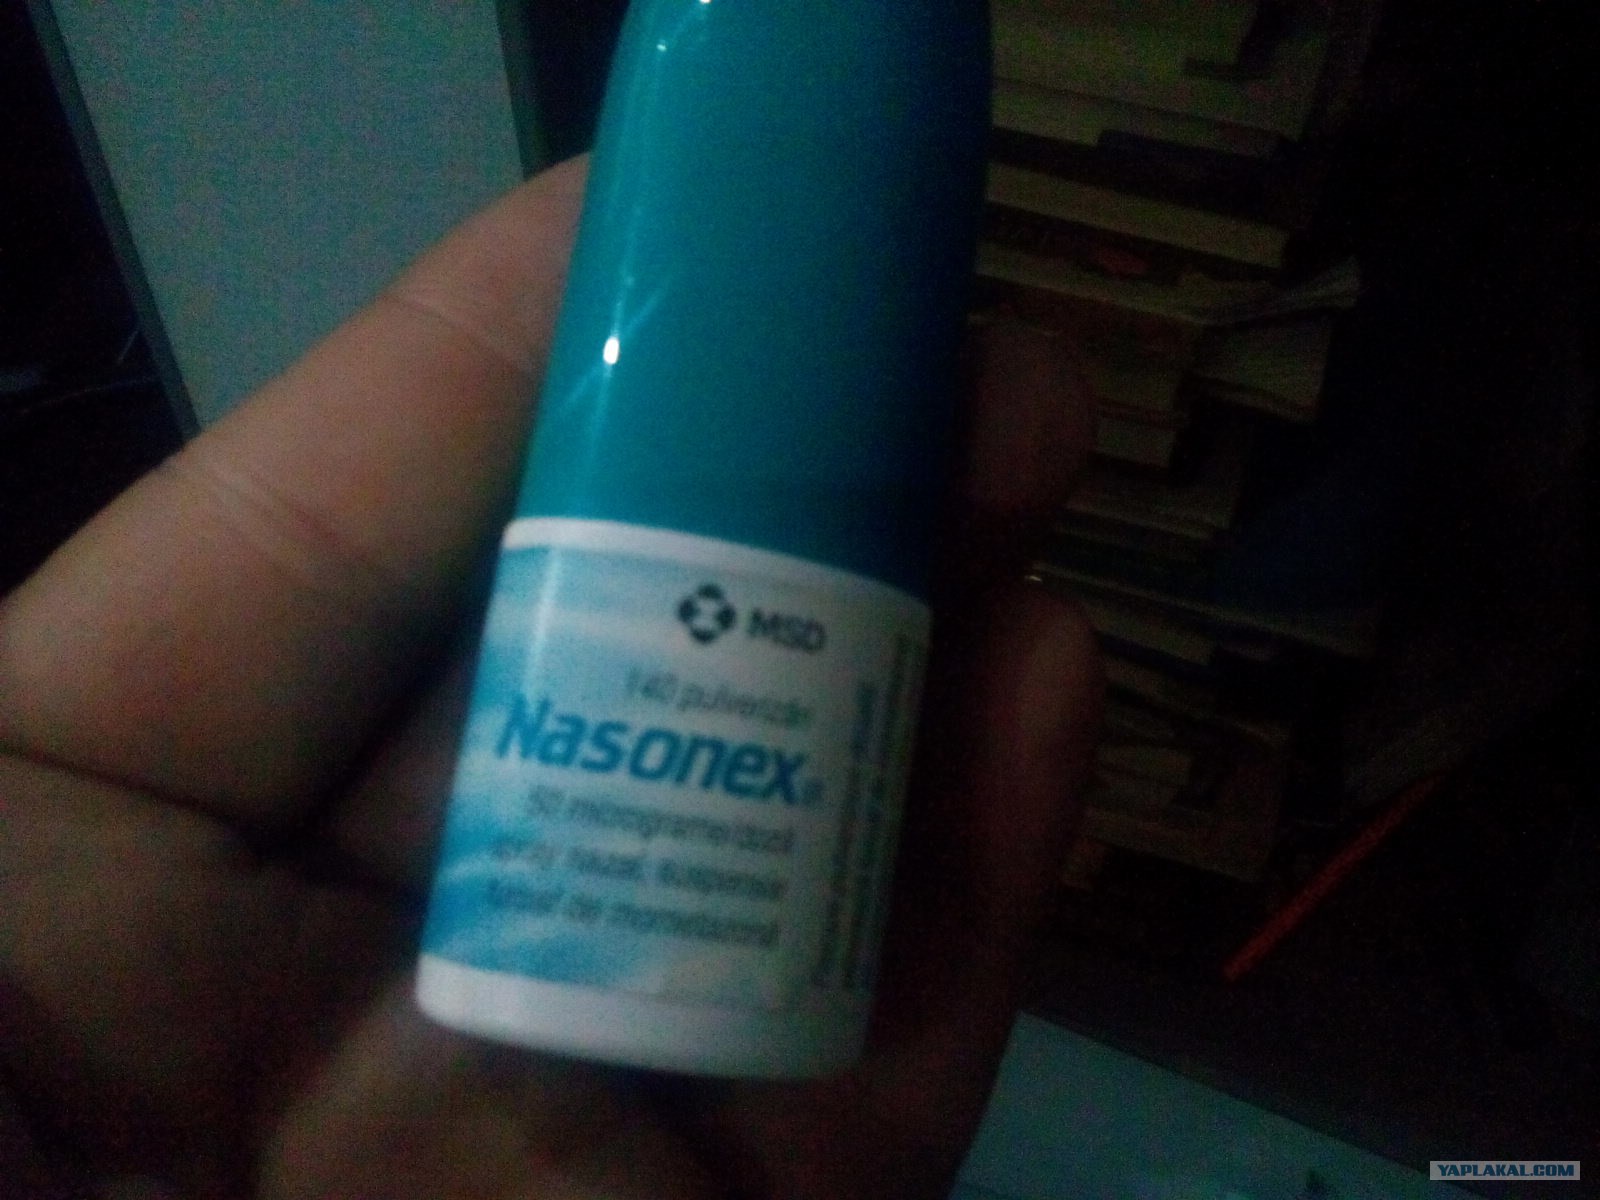 MSD
140 pulverizări
Nasonex®
50 micrograme/doză
spray nazal, suspensie
furoat de mometazonă
YAPLAKAL.COM